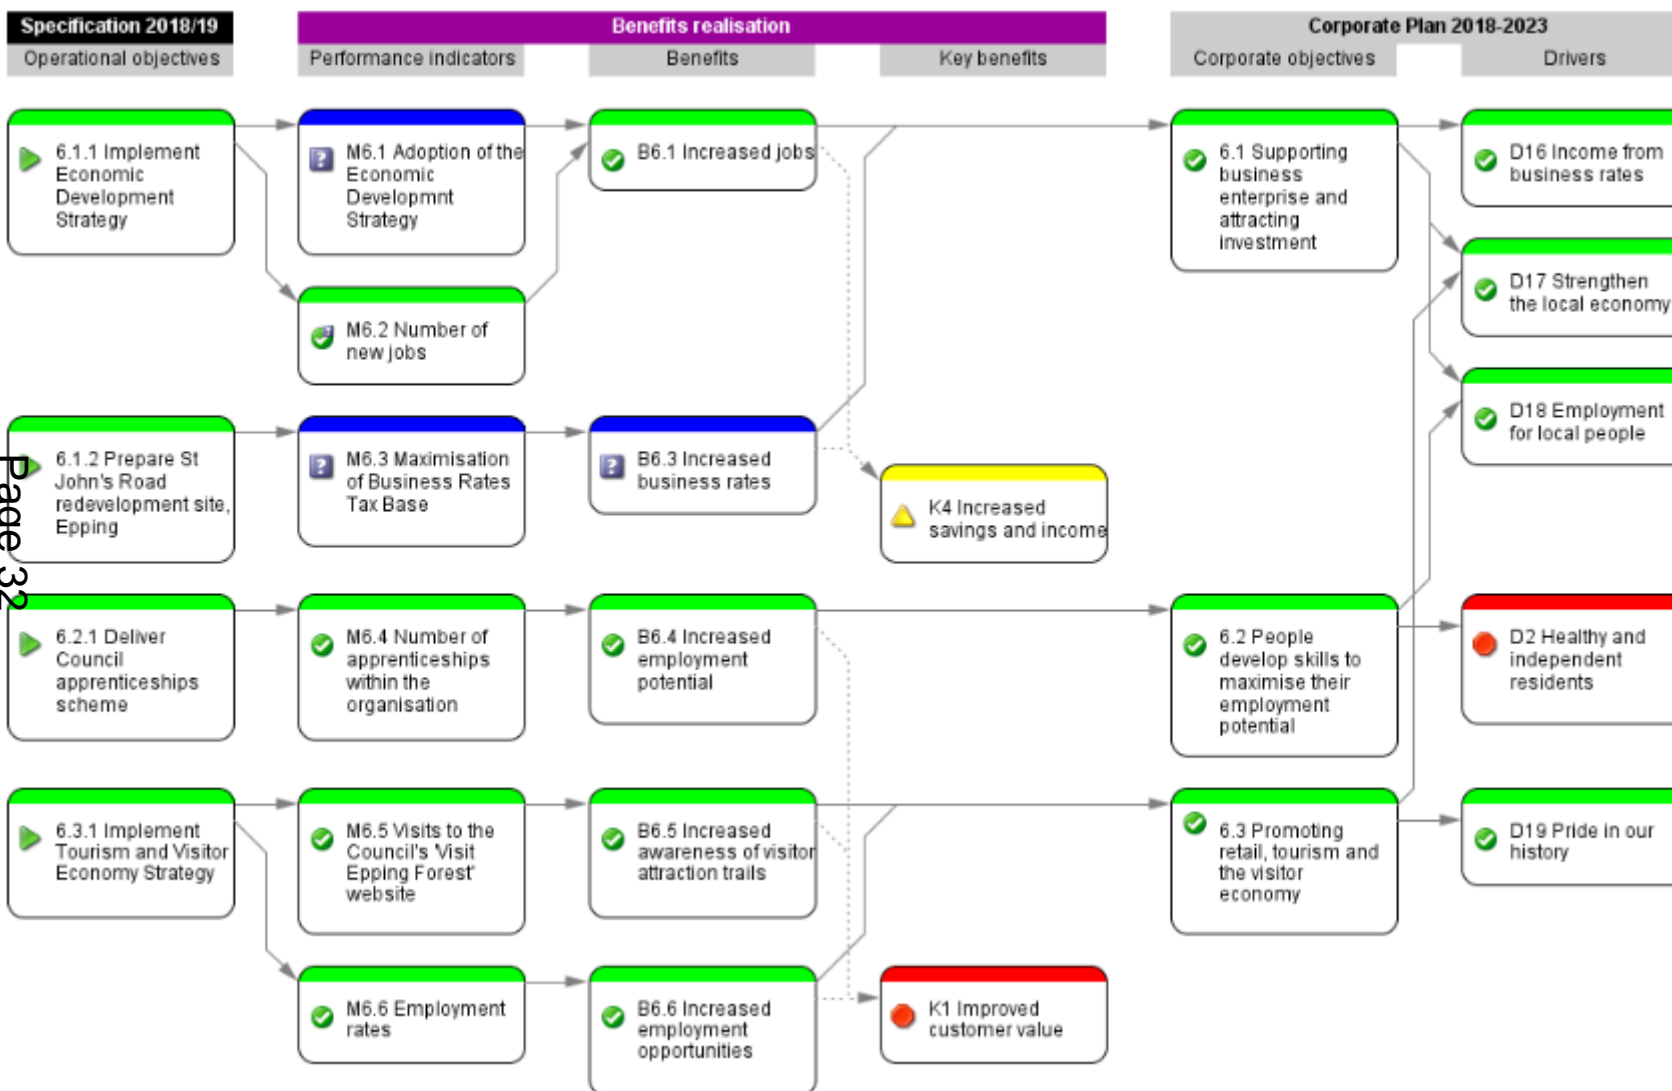 Specification 2018/19
Benefits realisation
Corporate Plan 2018-2023
Operational objectives
Performance indicators
Benefits
Key benefits
Corporate objectives
Drivers
6.1.1 Implement
Economic
Development
Strategy
M6.1 Adoption of the
Economic
Developmnt
Strategy
B6.1 Increased jobs
6.1 Supporting
business
enterprise and
attracting
investment
D16 Income from
business rates
D17 Strengthen
the local economy
M6.2 Number of
new jobs
D18 Employment
for local people
6.1.2 Prepare St
John's Road
redevelopment site,
Epping
M6.3 Maximisation
of Business Rates
Tax Base
B6.3 Increased
business rates
K4 Increased
savings and income
Page 32
6.2.1 Deliver
Council
apprenticeships
scheme
M6.4 Number of
apprenticeships
within the
organisation
B6.4 Increased
employment
potential
6.2 People
develop skills to
maximise their
employment
potential
D2 Healthy and
independent
residents
6.3.1 Implement
Tourism and Visitor
Economy Strategy
M6.5 Visits to the
Council's 'Visit
Epping Forest'
website
B6.5 Increased
awareness of visitor
attraction trails
6.3 Promoting
retail, tourism and
the visitor
economy
D19 Pride in our
history
M6.6 Employment
rates
B6.6 Increased
employment
opportunities
K1 Improved
customer value